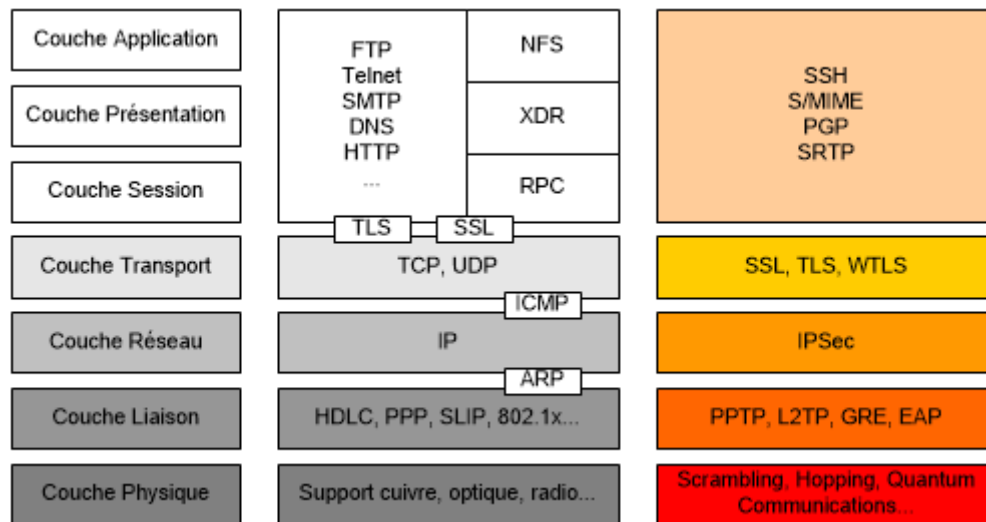 Couche Application
FTP
Telnet
SMTP
DNS
HTTP
...
NFS
SSH
S/MIME
PGP
SRTP
Couche Présentation
XDR
Couche Session
RPC
TLS
SSL
Couche Transport
TCP, UDP
SSL, TLS, WTLS
ICMP
Couche Réseau
IP
IPSec
ARP
Couche Liaison
HDLC, PPP, SLIP, 802.1x...
PPTP, L2TP, GRE, EAP
Couche Physique
Support cuivre, optique, radio...
Scrambling, Hopping, Quantum
Communications...